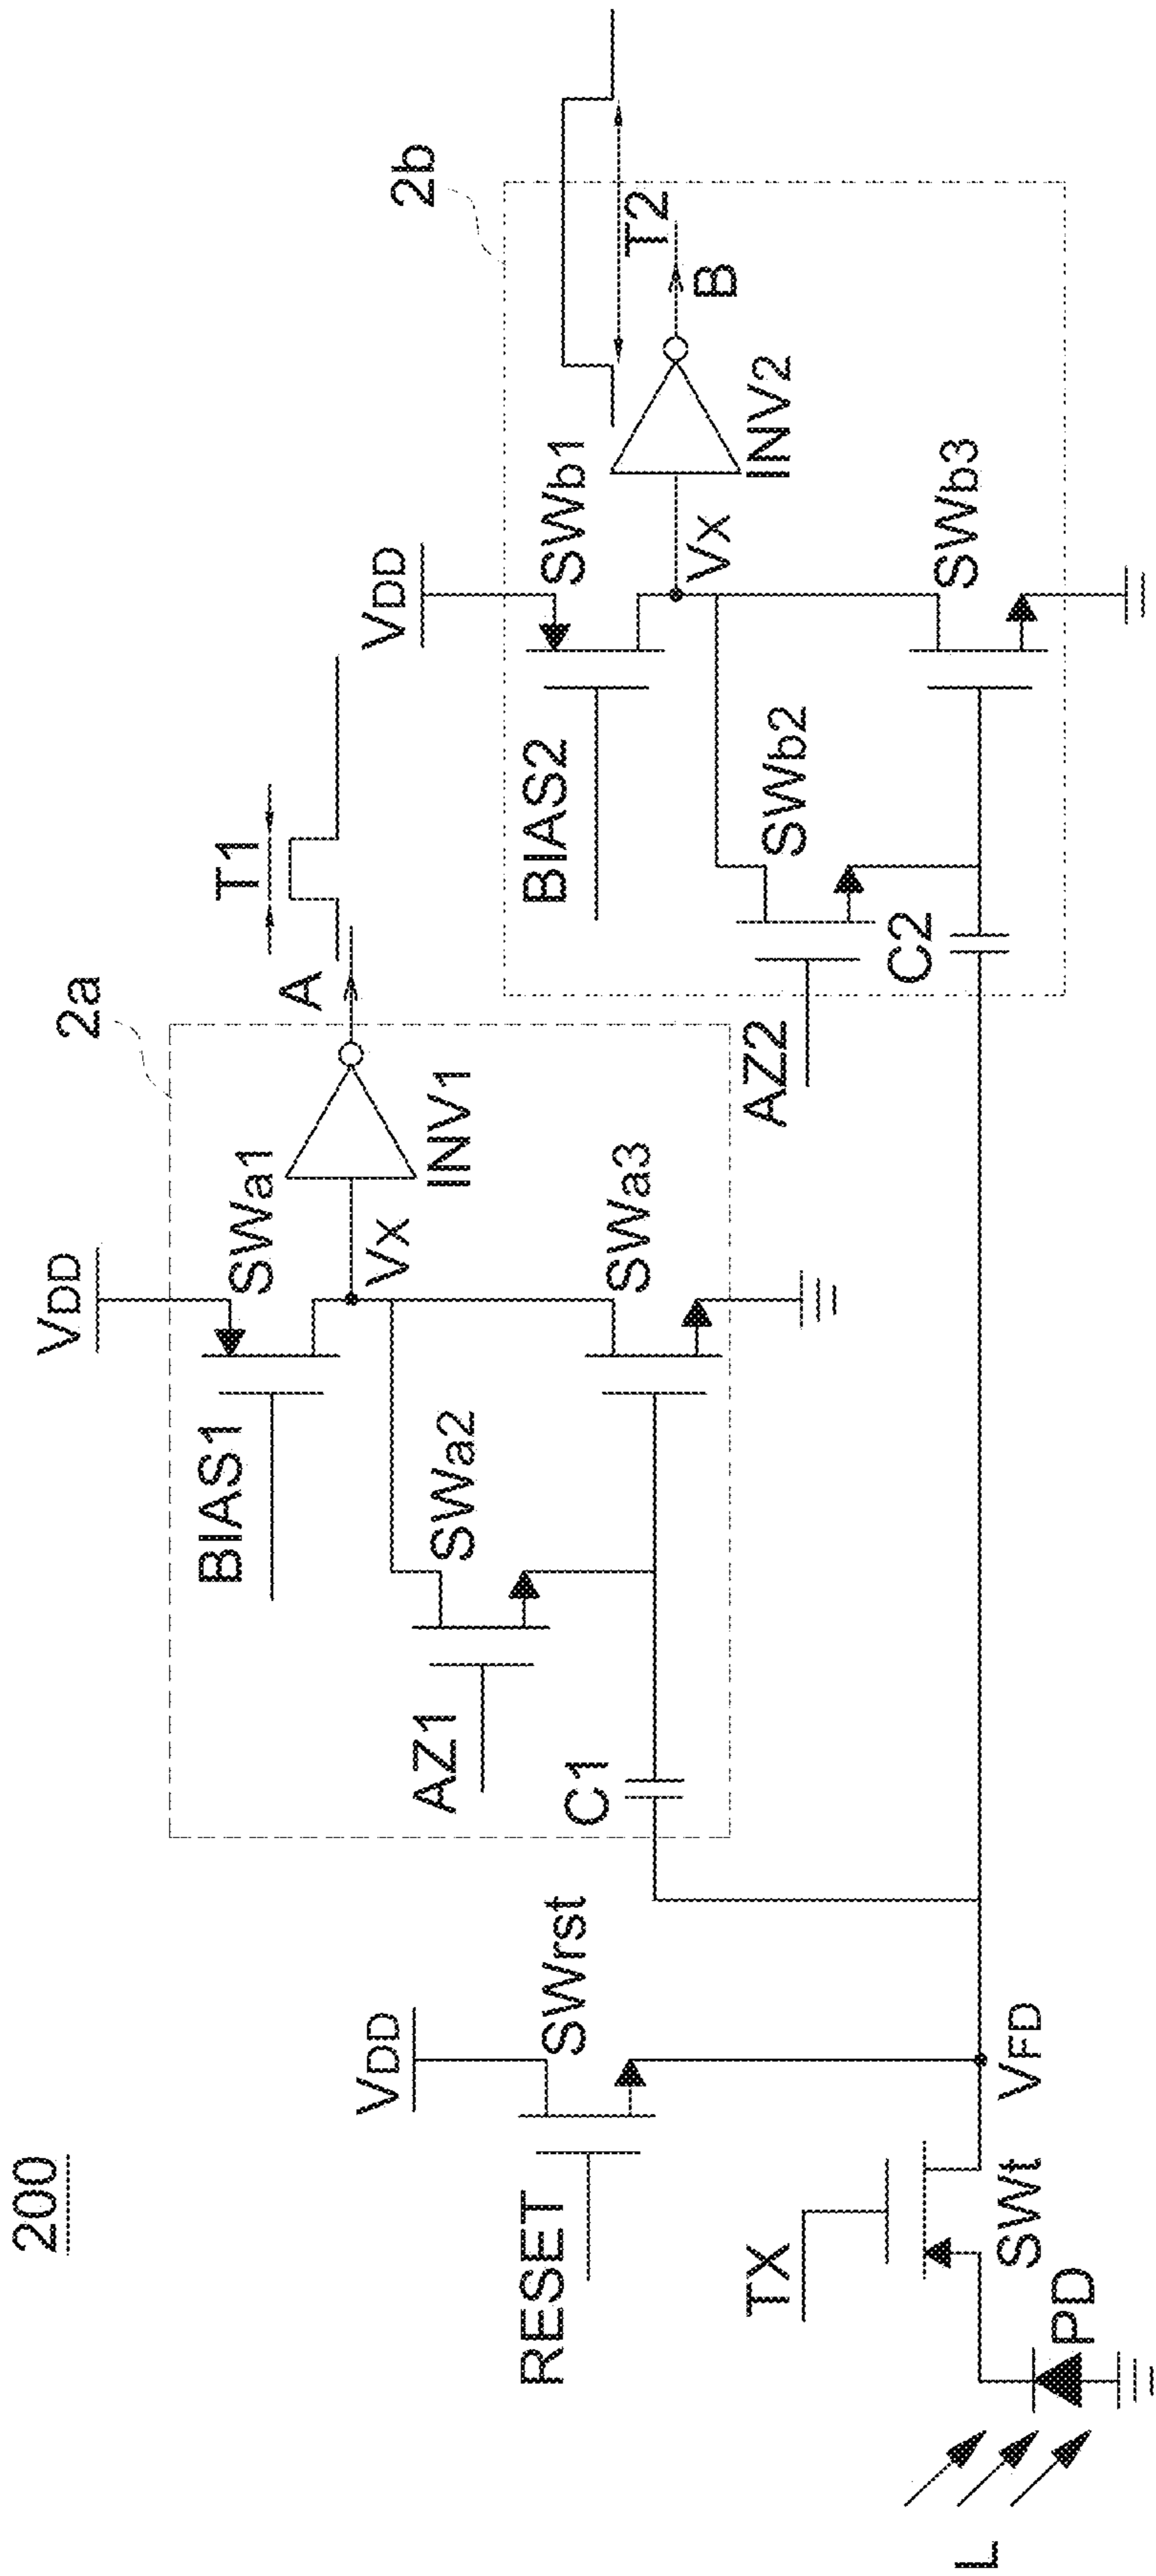 200
VDD
2a
BIAS1
SWa1
A
T1
INV1
Vx
AZ1
SWa2
SWa3
C1
VDD
RESET
SWrst
VDD
2b
BIAS2
SWb1
T2
B
INV2
Vx
AZ2
SWb2
SWb3
C2
TX
SWt
VFD
PD
L